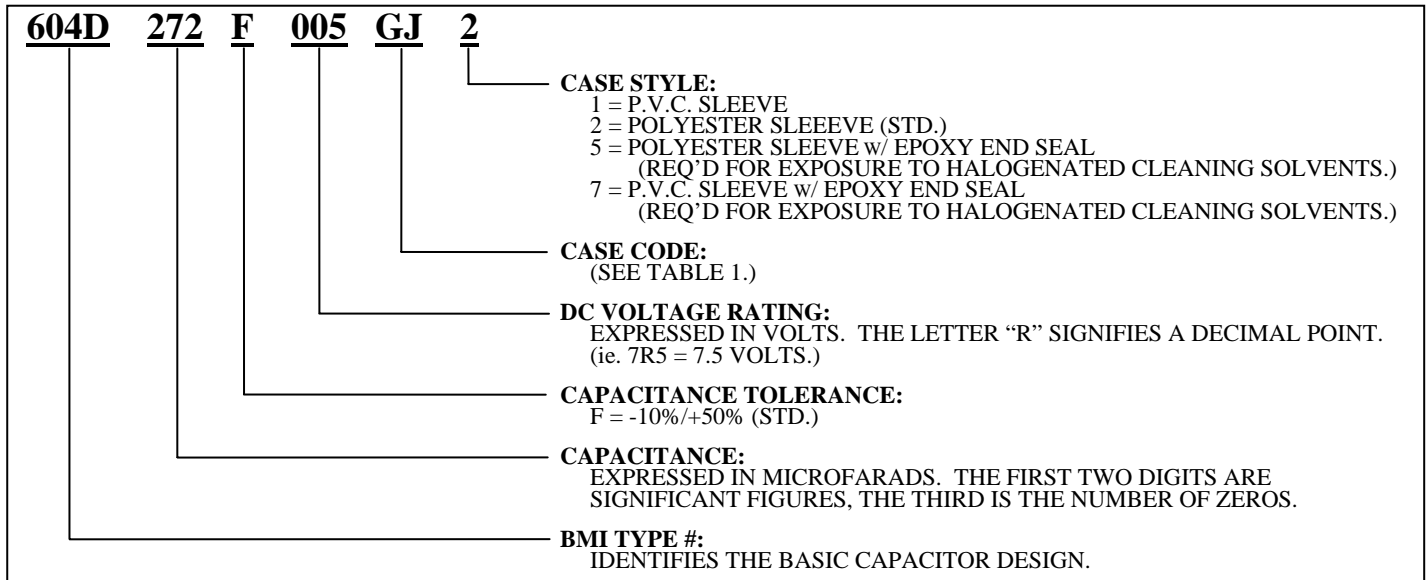 604D 272 F 005 GJ 2
CASE STYLE:
1 = P.V.C. SLEEVE
2 = POLYESTER SLEEEVE (STD.)
5 = POLYESTER SLEEVE w/ EPOXY END SEAL
(REQ'D FOR EXPOSURE TO HALOGENATED CLEANING SOLVENTS.)
7 = P.V.C. SLEEVE w/ EPOXY END SEAL
(REQ'D FOR EXPOSURE TO HALOGENATED CLEANING SOLVENTS.)
CASE CODE:
(SEE TABLE 1.)
DC VOLTAGE RATING:
EXPRESSED IN VOLTS. THE LETTER “R” SIGNIFIES A DECIMAL POINT.
(ie. 7R5 = 7.5 VOLTS.)
CAPACITANCE TOLERANCE:
F = -10%/+50% (STD.)
CAPACITANCE:
EXPRESSED IN MICROFARADS. THE FIRST TWO DIGITS ARE
SIGNIFICANT FIGURES, THE THIRD IS THE NUMBER OF ZEROS.
BMI TYPE #:
IDENTIFIES THE BASIC CAPACITOR DESIGN.